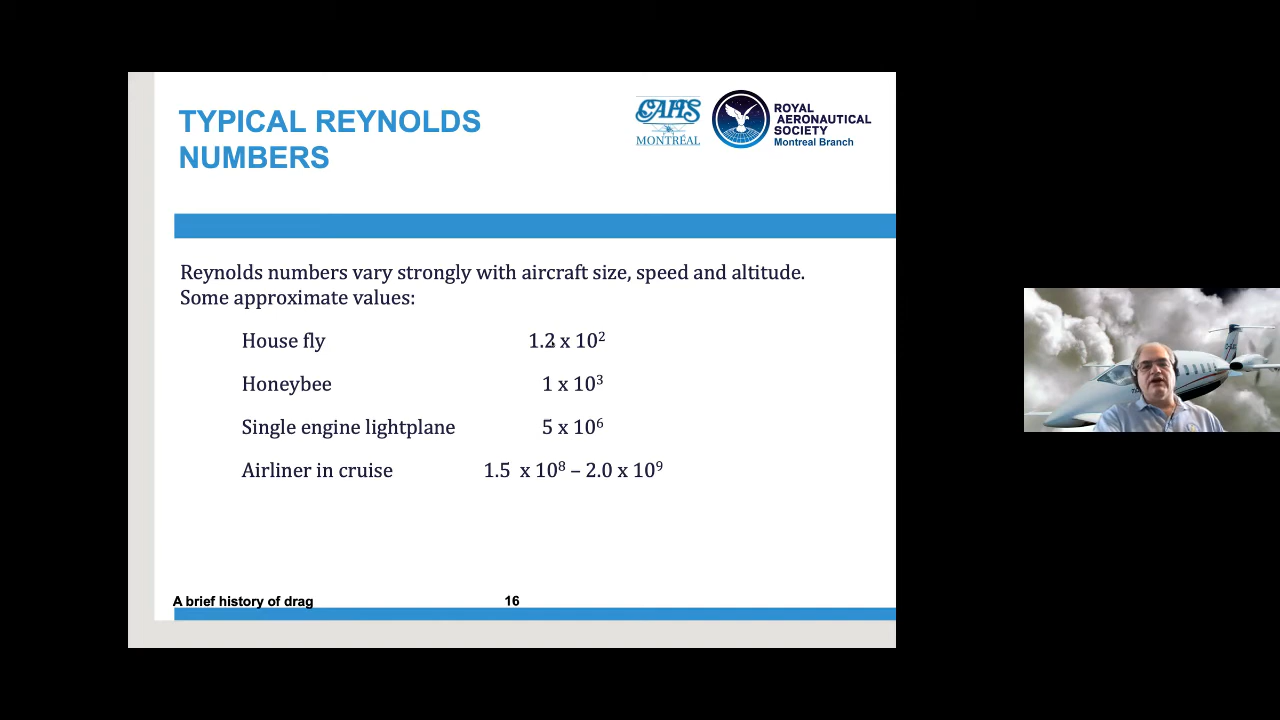 TYPICAL REYNOLDS
NUMBERS
CAHS
MONTRÉAL
ROYAL
AERONAUTICAL
SOCIETY
Montreal Branch
Reynolds numbers vary strongly with aircraft size, speed and altitude.
Some approximate values:
House fly 1.2 x 10²
Honeybee 1 x 10³
Single engine lightplane 5 x 10⁶
Airliner in cruise 1.5 x 10⁸ – 2.0 x 10⁹
A brief history of drag 16